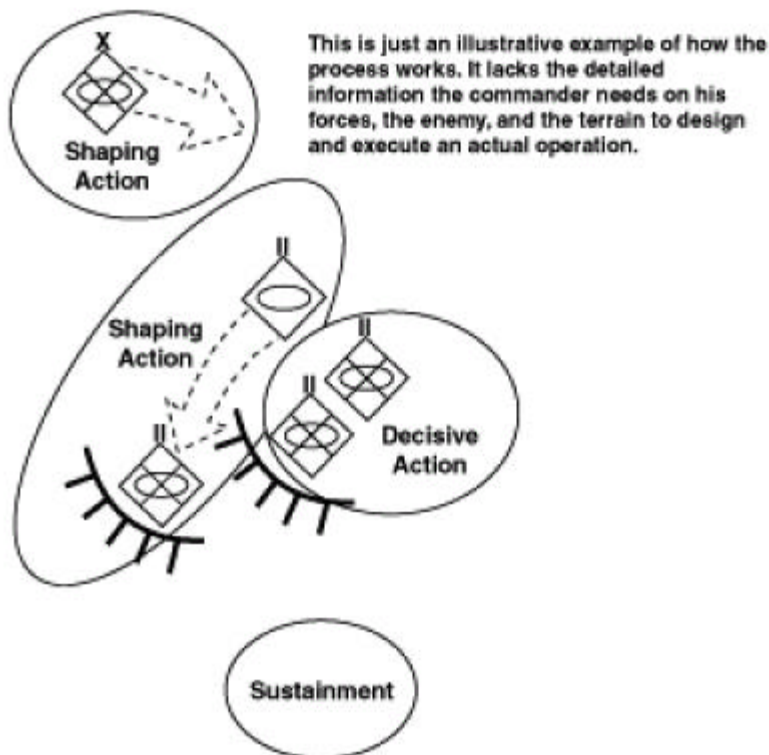 X
This is just an illustrative example of how the
process works. It lacks the detailed
information the commander needs on his
forces, the enemy, and the terrain to design
and execute an actual operation.
Shaping
Action
II
Shaping
Action
II
II
Decisive
Action
II
Sustainment